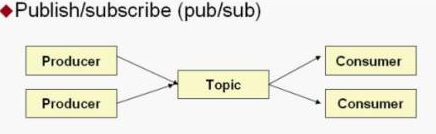 ◆Publish/subscribe (pub/sub)
Producer
Consumer
Topic
Producer
Consumer